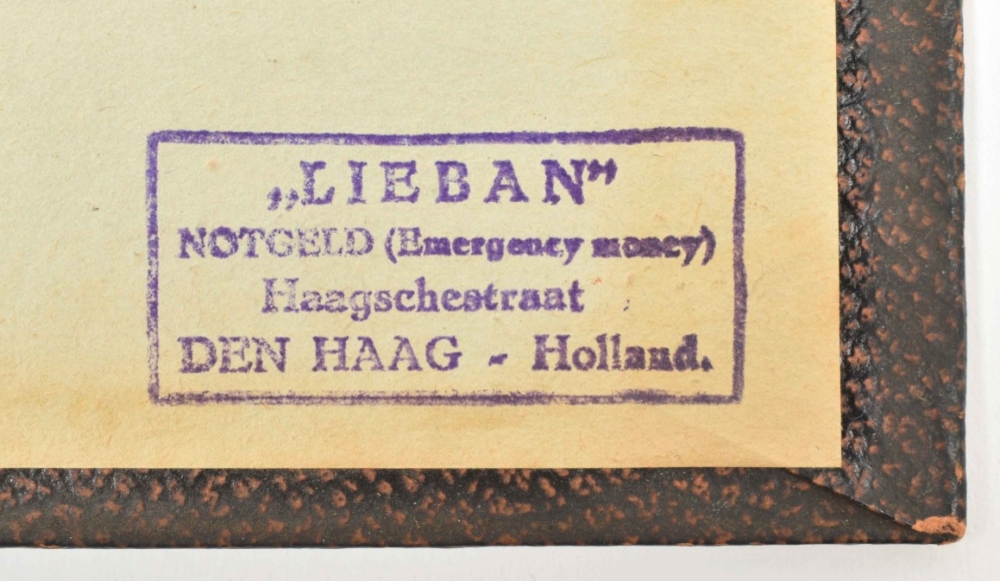 „LIEBAN”
NOTGELD (Emergency money)
Haagschestraat
DEN HAAG - Holland.